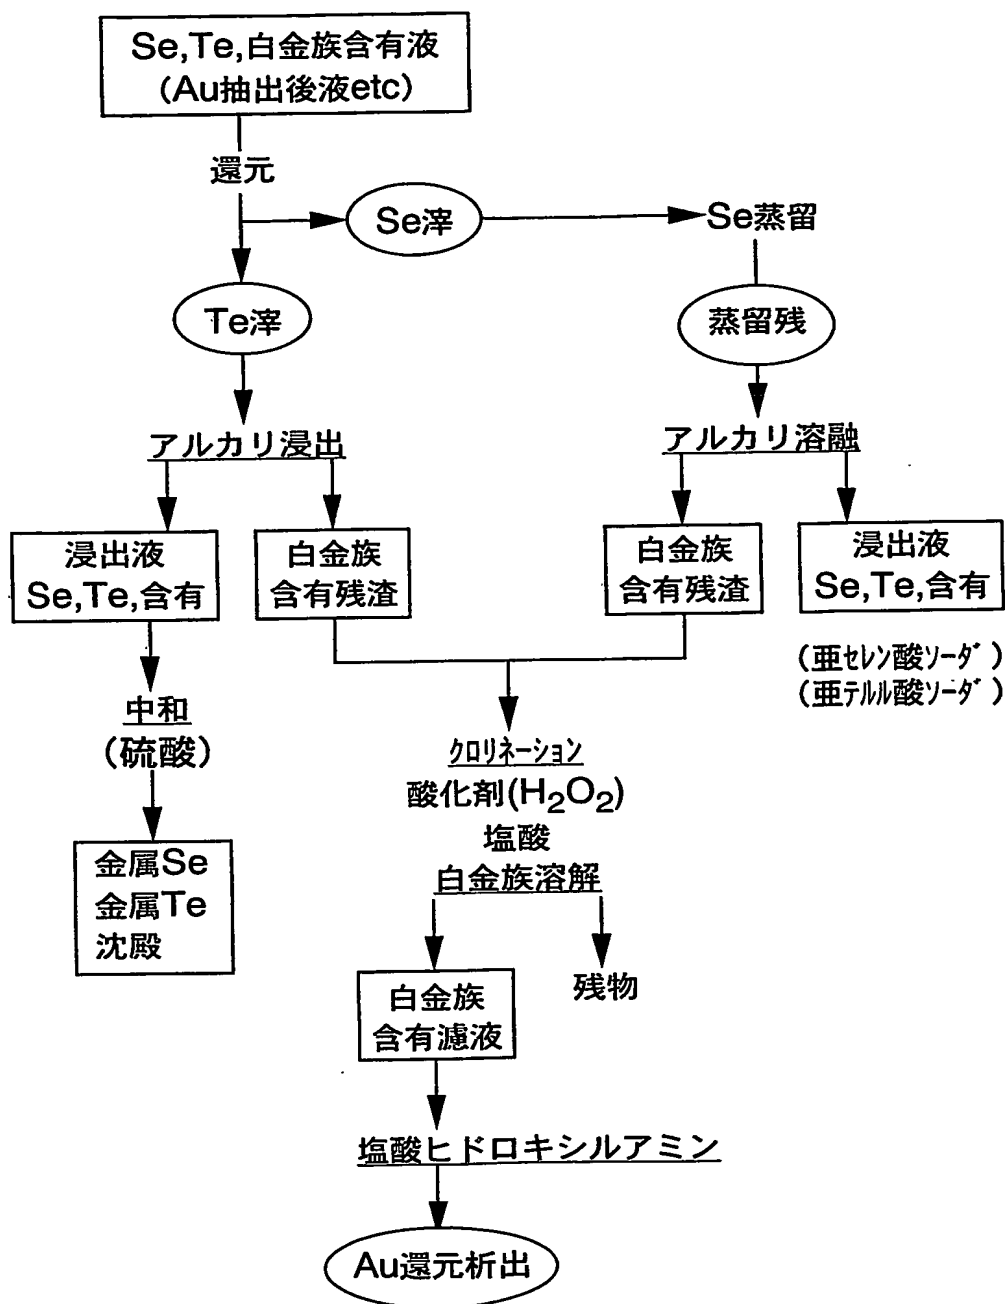 Se,Te,白金族含有液
(Au抽出後液etc)
還元
Se滓
Se蒸留
Te滓
蒸留残
アルカリ浸出
アルカリ溶融
浸出液
Se,Te,含有
白金族
含有残渣
白金族
含有残渣
浸出液
Se,Te,含有
(亜セレン酸ソーダ)
(亜テルル酸ソーダ)
中和
(硫酸)
クロリネーション
酸化剤(H₂O₂)
塩酸
白金族溶解
金属Se
金属Te
沈殿
残物
白金族
含有濾液
塩酸ヒドロキシルアミン
Au還元析出